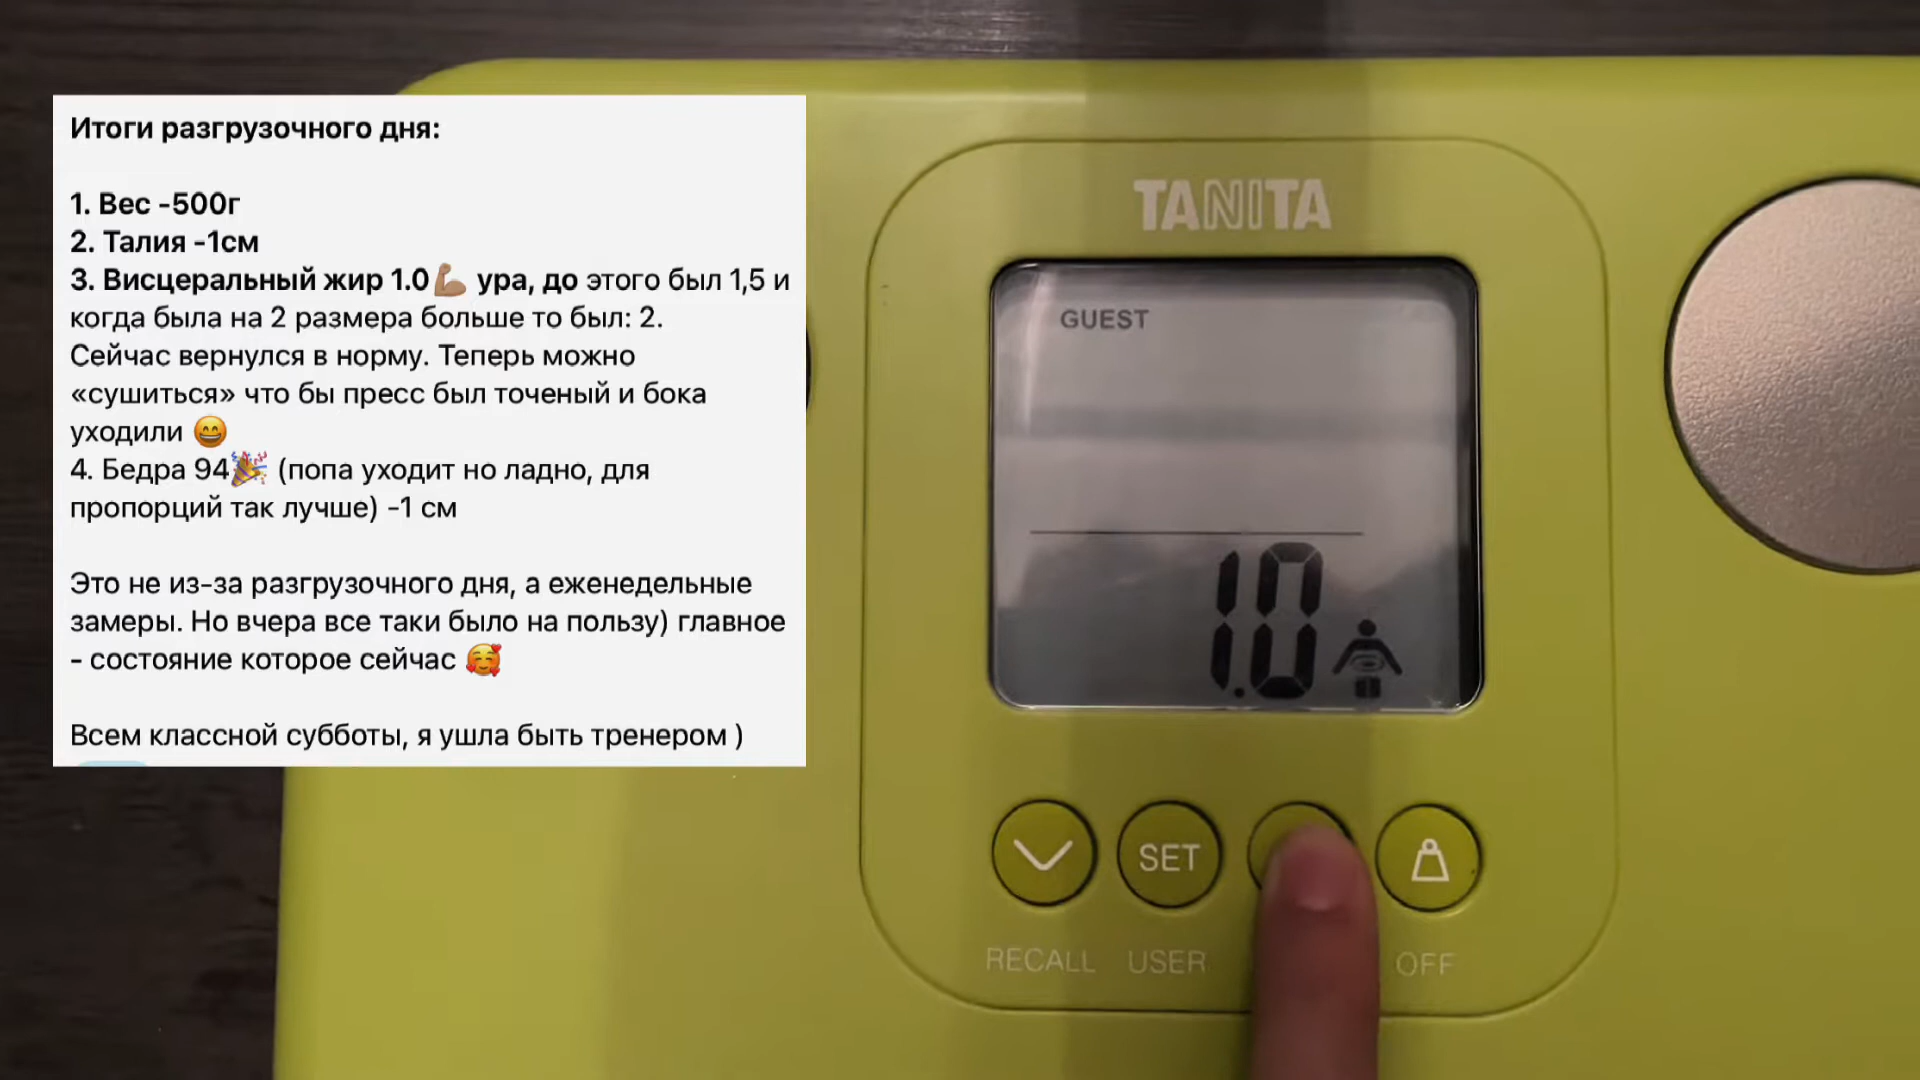 Итоги разгрузочного дня:
1. Вес -500г
2. Талия -1см
3. Висцеральный жир 1.0💪🏽 ура, до этого был 1,5 и
когда была на 2 размера больше то был: 2.
Сейчас вернулся в норму. Теперь можно
«сушиться» что бы пресс был точеный и бока
уходили 😄
4. Бедра 94🎉 (попа уходит но ладно, для
пропорций так лучше) -1 см
Это не из-за разгрузочного дня, а еженедельные
замеры. Но вчера все таки было на пользу) главное
- состояние которое сейчас 🥰
Всем классной субботы, я ушла быть тренером )
TANITA
GUEST
1.0
SET
RECALL USER OFF